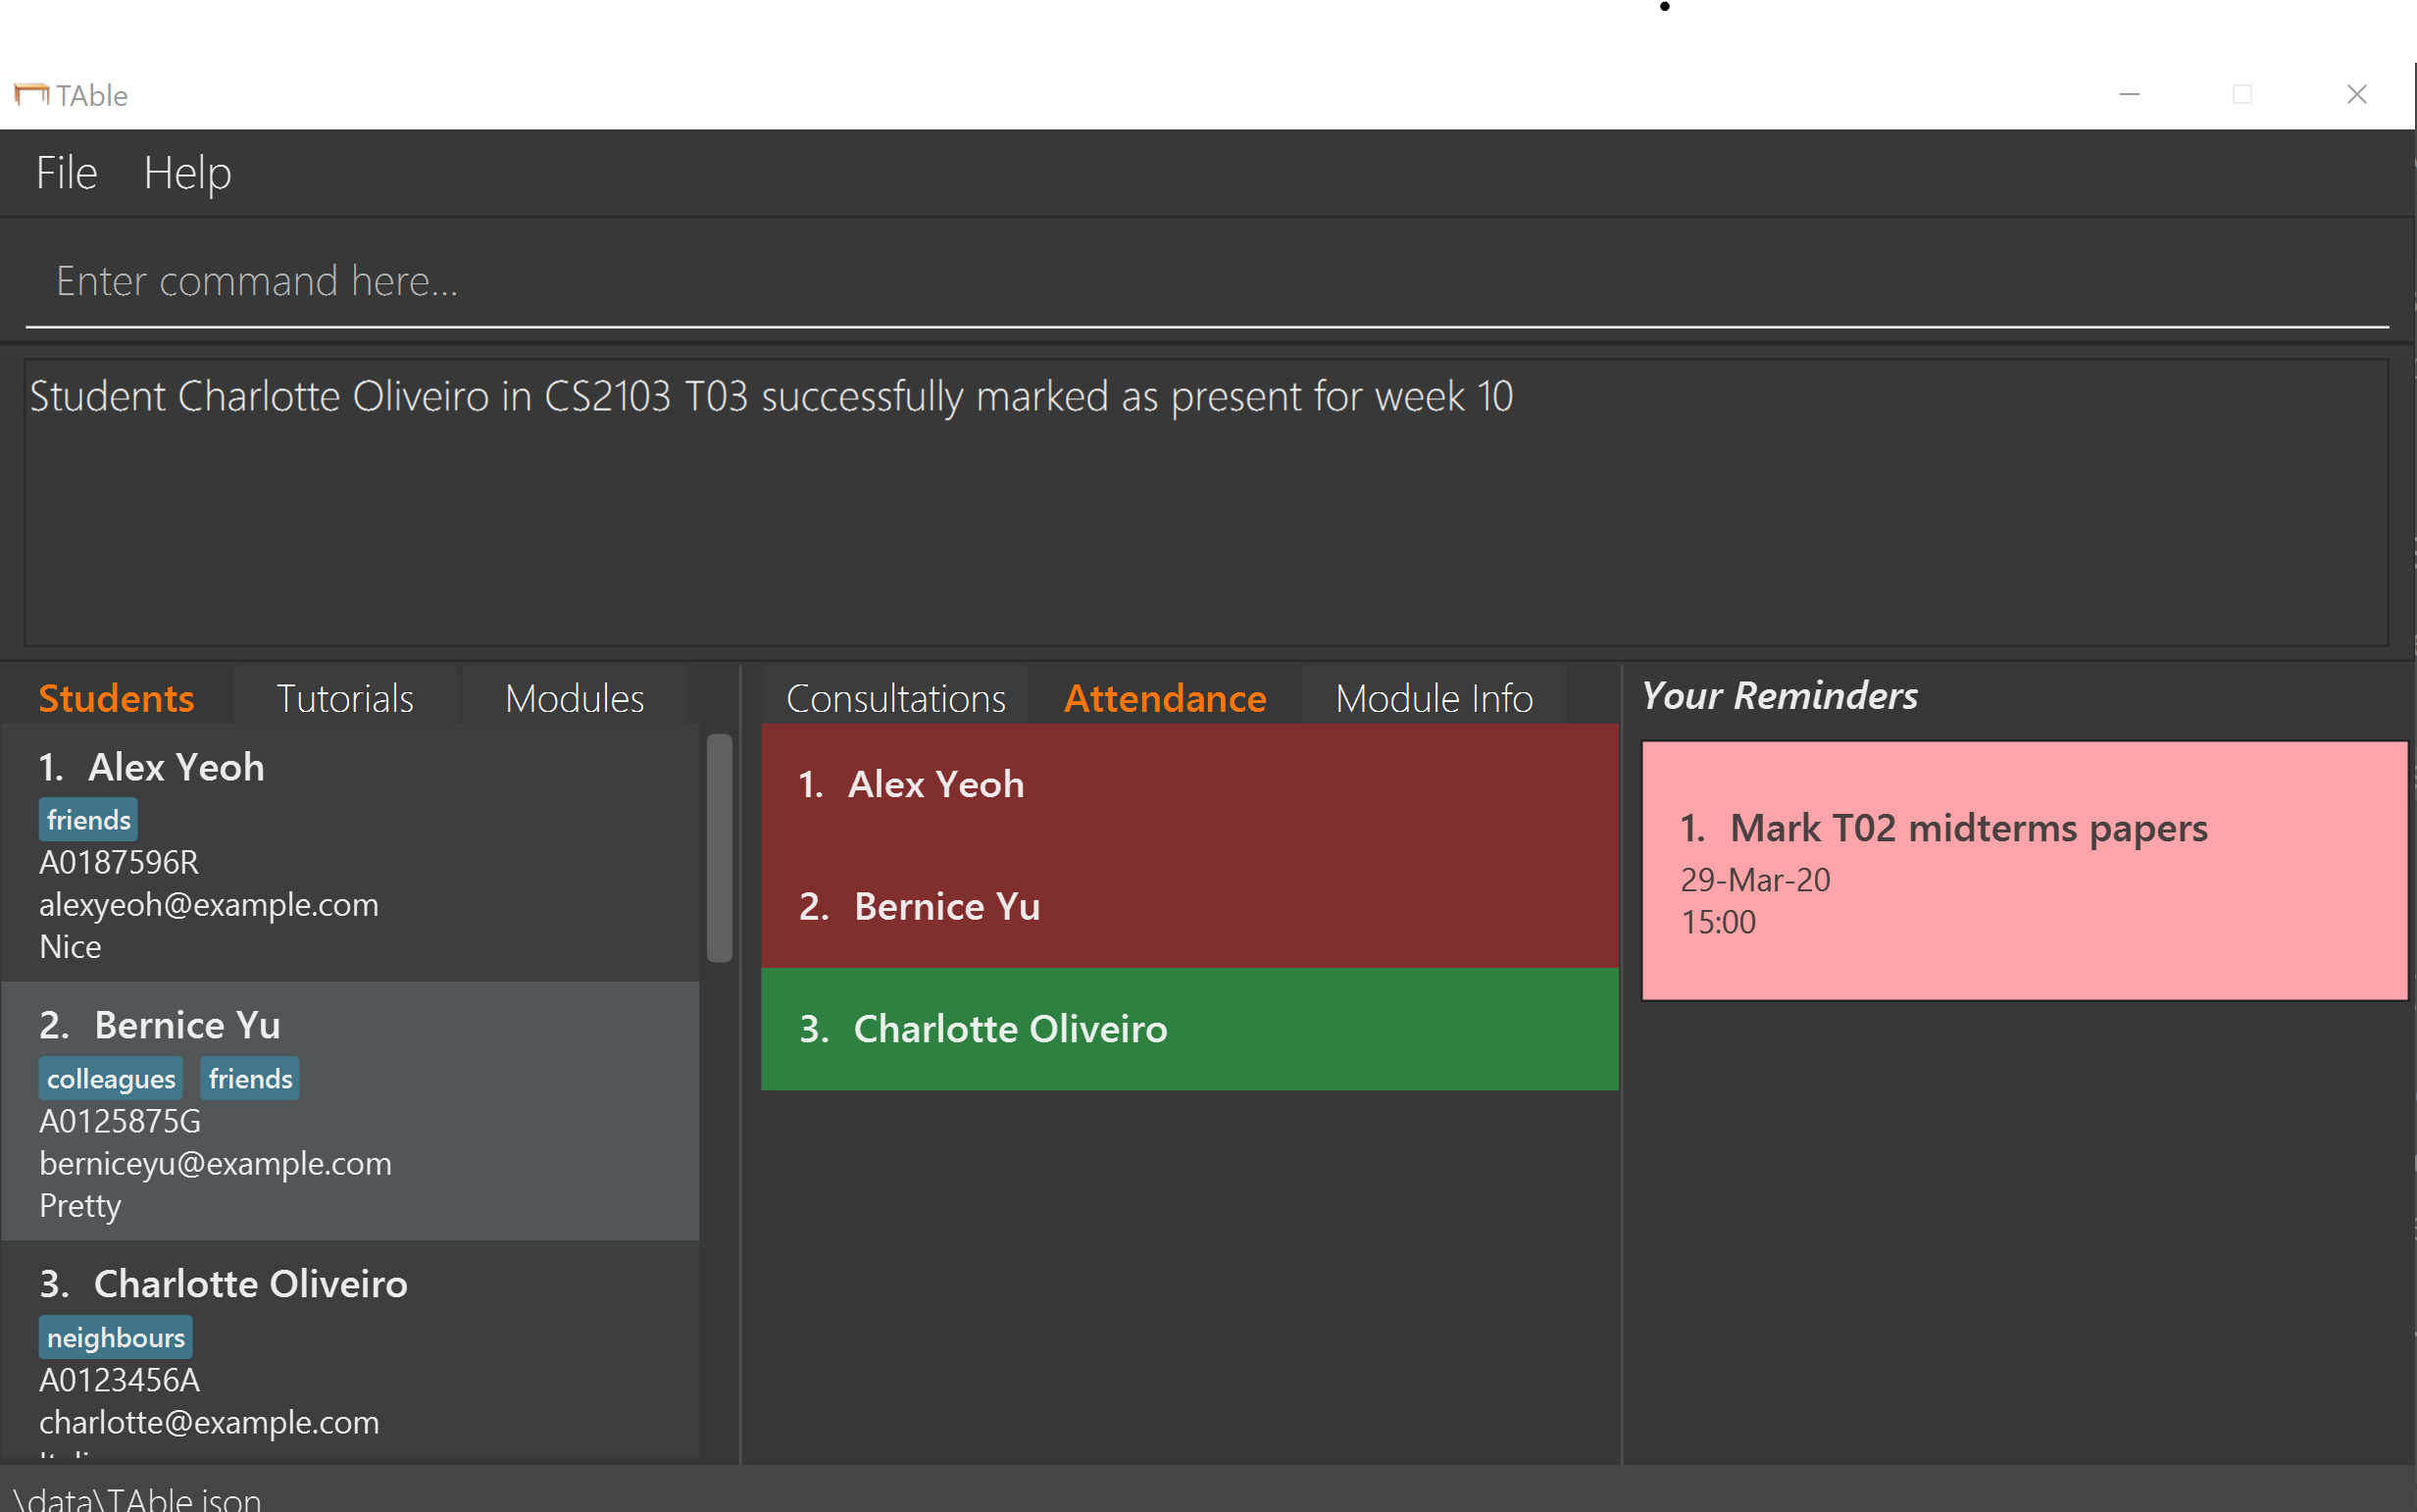 TAble
File Help
Enter command here...
Student Charlotte Oliveiro in CS2103 T03 successfully marked as present for week 10
Students Tutorials Modules
1. Alex Yeoh
friends
A0187596R
alexyeoh@example.com
Nice
2. Bernice Yu
colleagues friends
A0125875G
berniceyu@example.com
Pretty
3. Charlotte Oliveiro
neighbours
A0123456A
charlotte@example.com
Consultations Attendance Module Info
1. Alex Yeoh
2. Bernice Yu
3. Charlotte Oliveiro
Your Reminders
1. Mark T02 midterms papers
29-Mar-20
15:00
\data\TAble.json